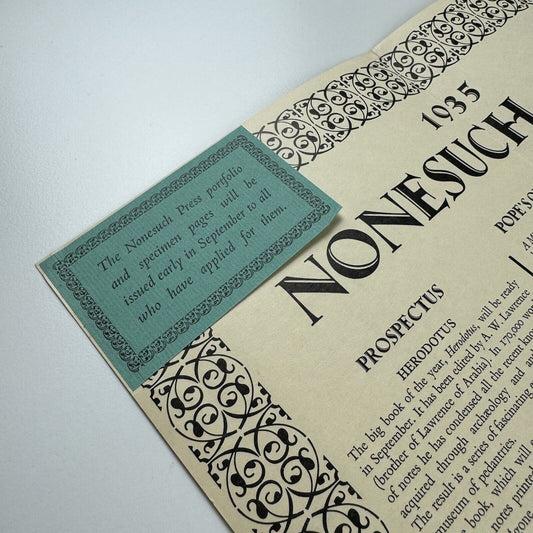 The Nonesuch Press portfolio
and specimen pages will be
issued early in September to all
who have applied for them.
1935
NONESUCH
PROSPECTUS
HERODOTUS
The big book of the year, Herodotus, will be ready
in September. It has been edited by A. W. Lawrence
(brother of Lawrence of Arabia). In 170,000
of notes he has condensed all the recent
acquired through archæology and
The result is a series of fascinating
museum of pedantries.
book, which will
notes printed
POPE'S